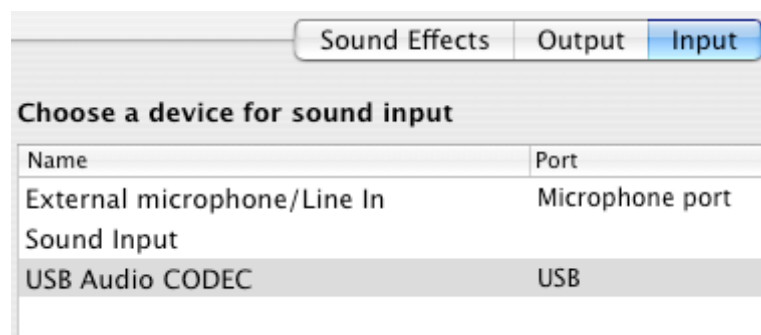 Sound Effects Output Input
Choose a device for sound input
Name Port
External microphone/Line In Microphone port
Sound Input
USB Audio CODEC USB